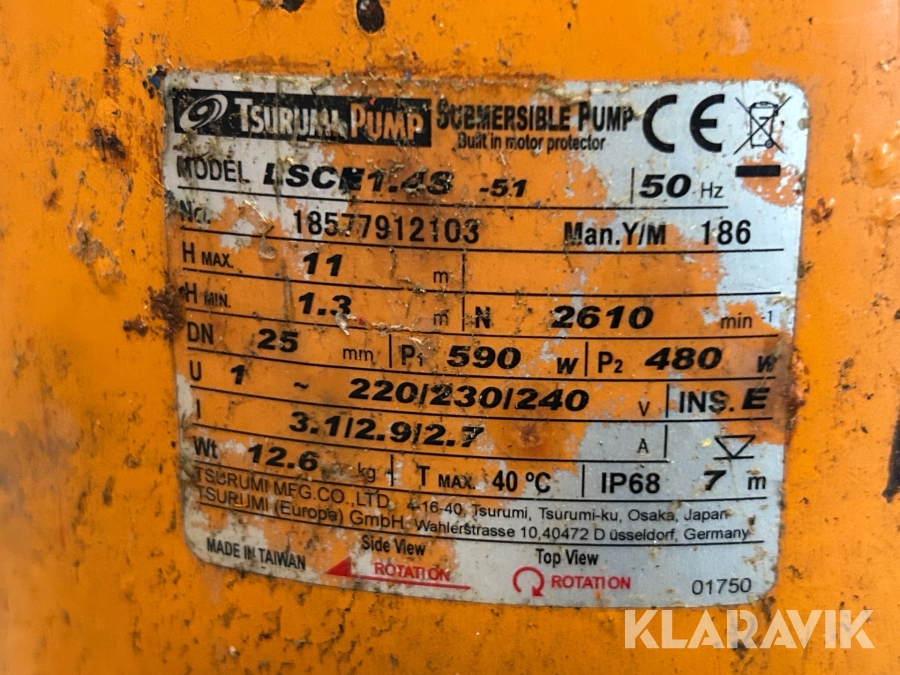 TSURUMI PUMP SUBMERSIBLE PUMP CE
Built in motor protector
MODEL LSCE1.4S -51 50 Hz
No. 18577912103 Man.Y/M 186
H MAX. 11 m
H MIN. 1.3 m N 2610 min⁻¹
DN 25 mm P₁ 590 W P₂ 480 W
U 1 ~ 220/230/240 V INS. E
I 3.1/2.9/2.7 A
Wt 12.6 kg T MAX. 40 °C IP68 7 m
TSURUMI MFG.CO., LTD. 4-16-40, Tsurumi, Tsurumi-ku, Osaka, Japan
TSURUMI (Europe) GmbH, Wahlerstrasse 10,40472 D üsseldorf, Germany
MADE IN TAIWAN Side View Top View
ROTATION ROTATION 01750
KLARAVIK